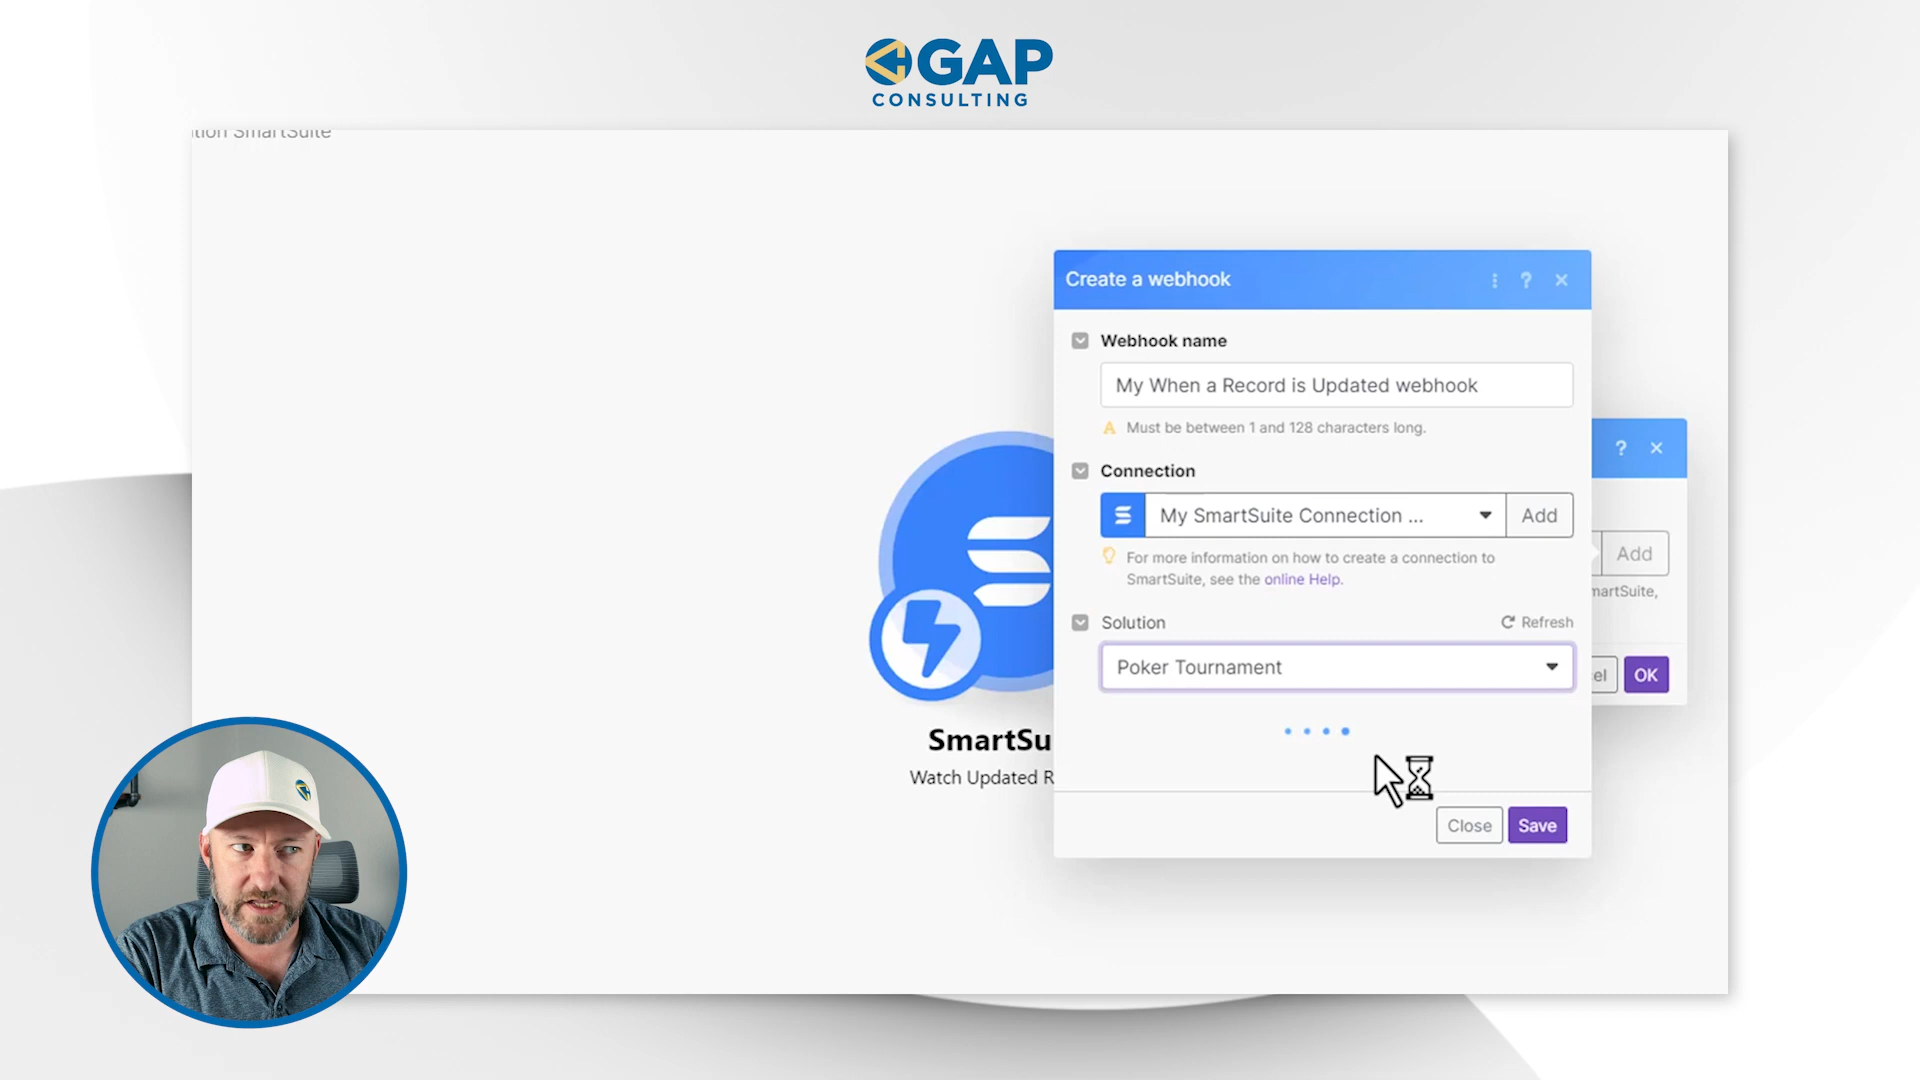 GAP
CONSULTING
ition SmartSuite
Create a webhook
?
Webhook name
My When a Record is Updated webhook
A Must be between 1 and 128 characters long.
Connection
My SmartSuite Connection ...
Add
For more information on how to create a connection to
SmartSuite, see the online Help.
Solution
Refresh
Poker Tournament
Close
Save
?
Add
martSuite,
el
OK
SmartSu
Watch Updated R